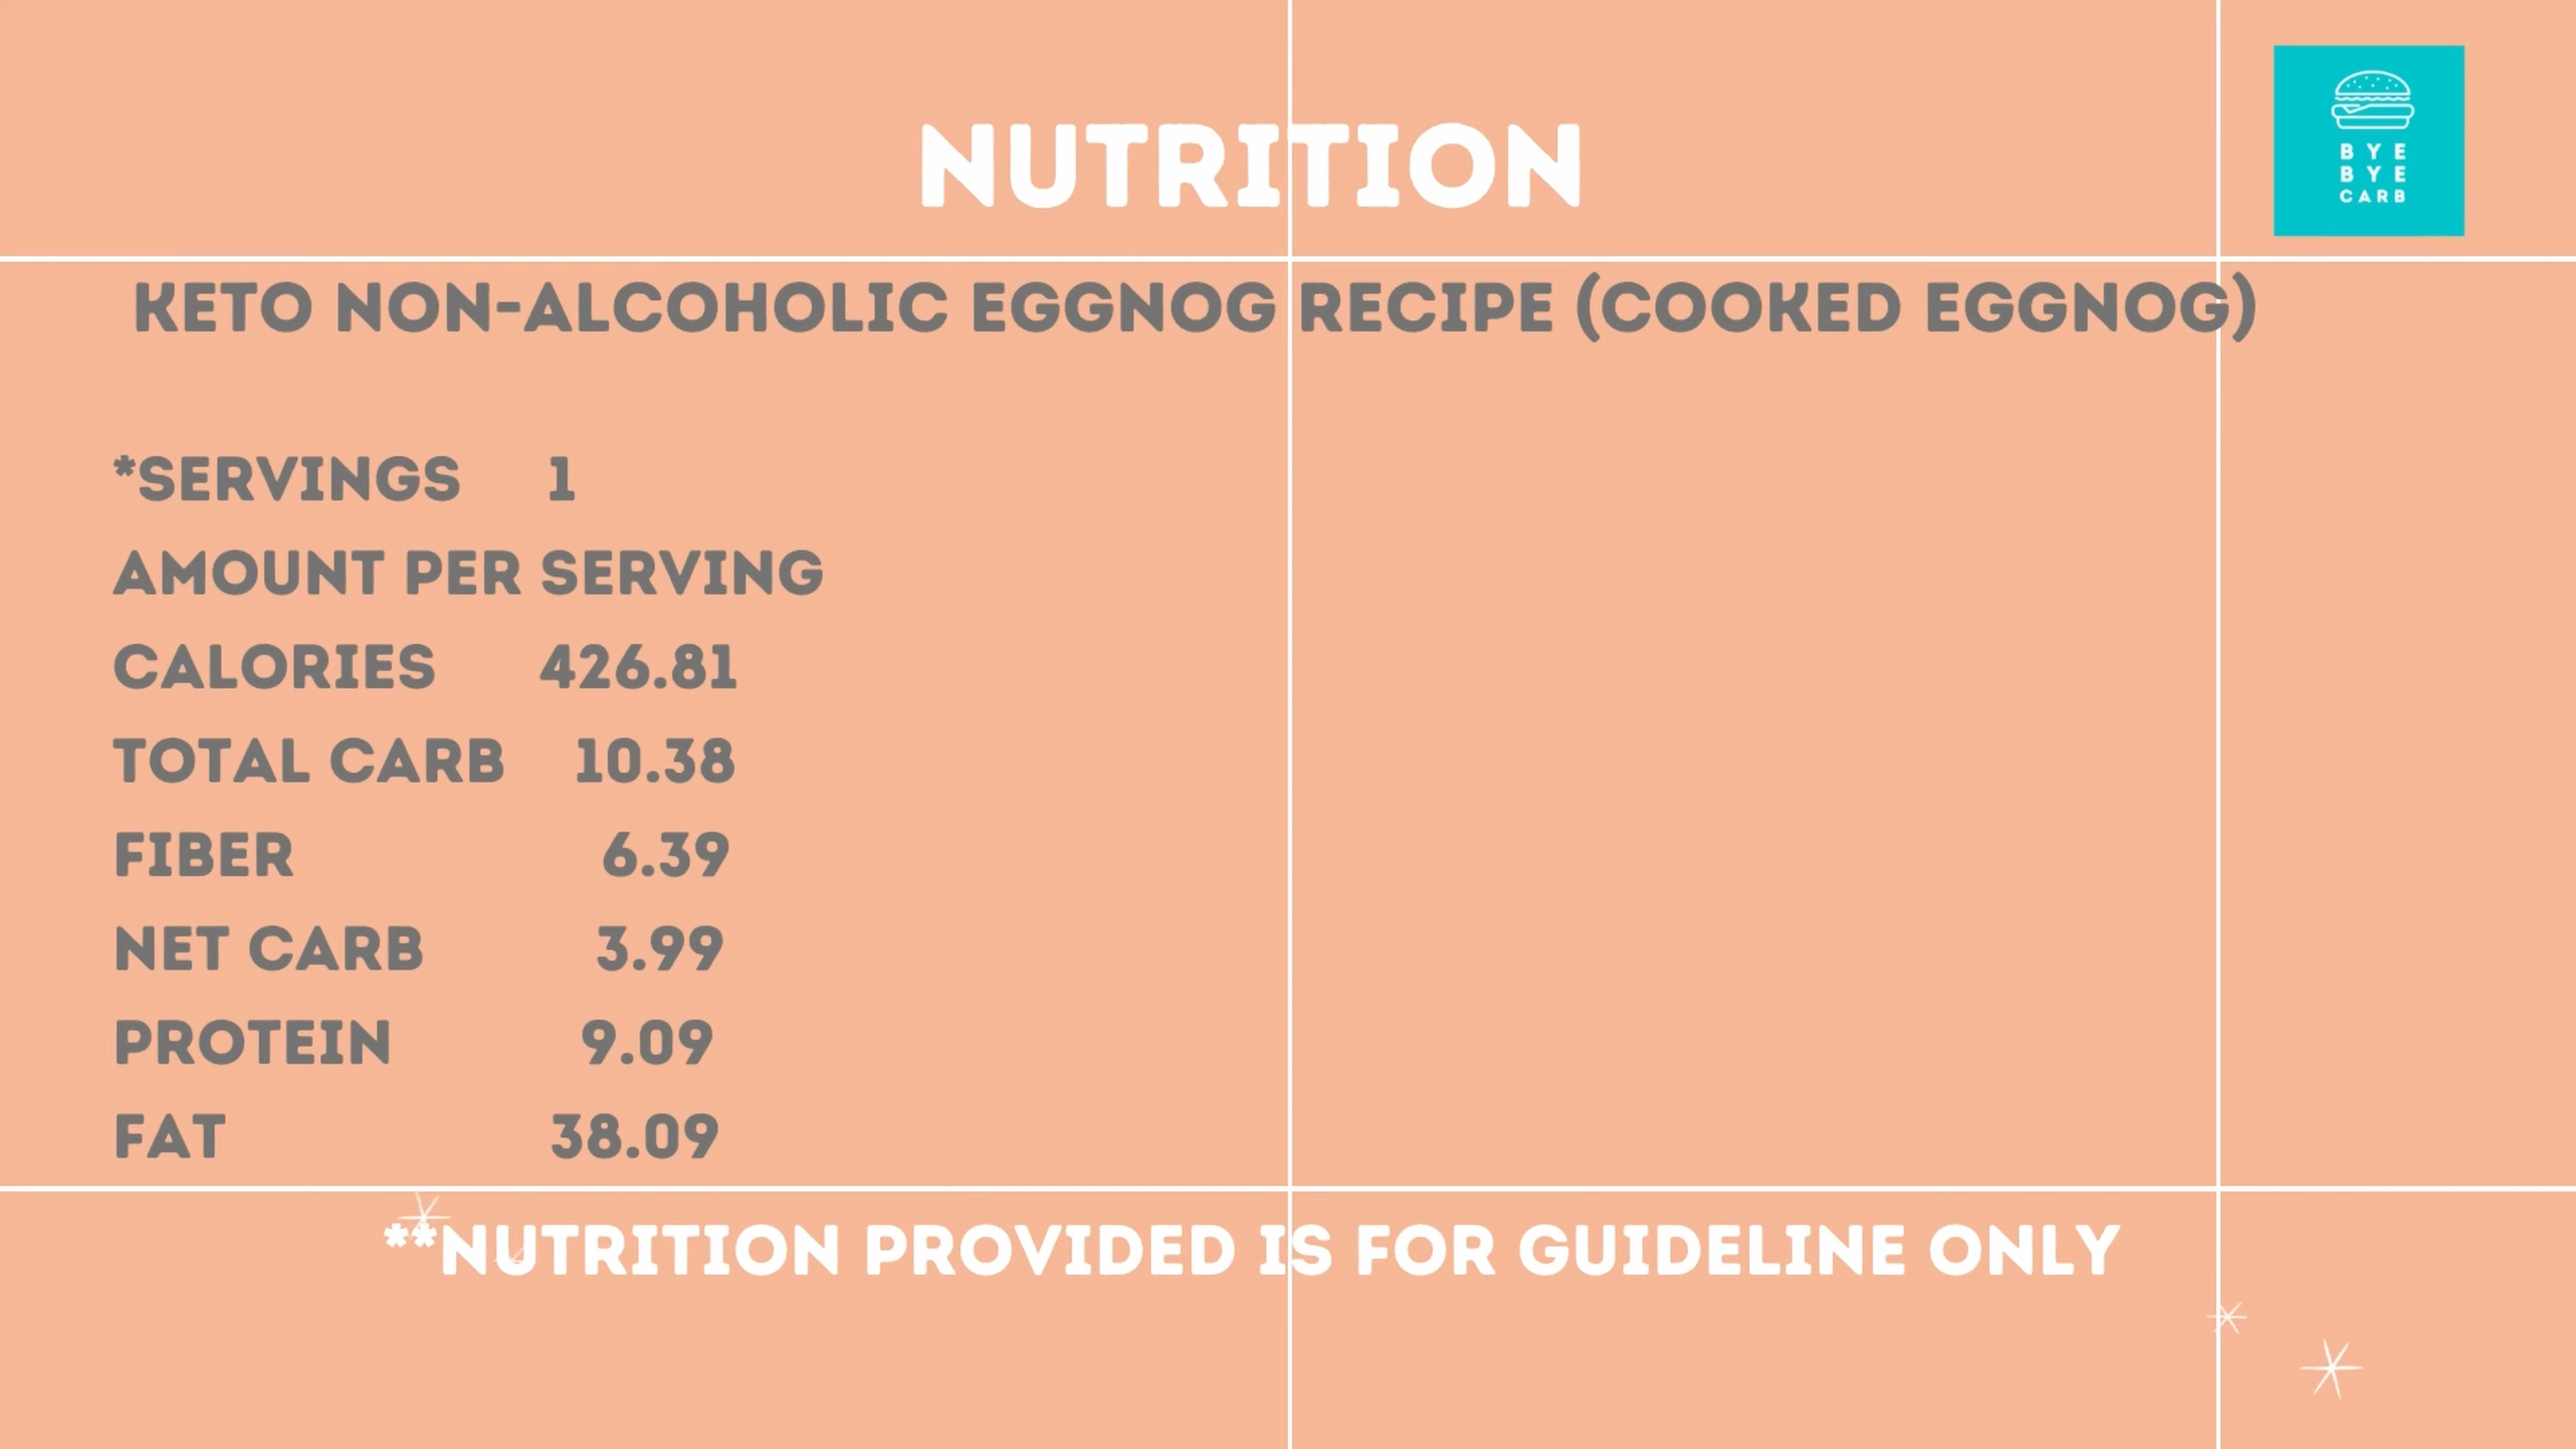 NUTRITION
BYE
BYE
CARB
KETO NON-ALCOHOLIC EGGNOG RECIPE (COOKED EGGNOG)
*SERVINGS 1
AMOUNT PER SERVING
CALORIES 426.81
TOTAL CARB 10.38
FIBER 6.39
NET CARB 3.99
PROTEIN 9.09
FAT 38.09
**NUTRITION PROVIDED IS FOR GUIDELINE ONLY